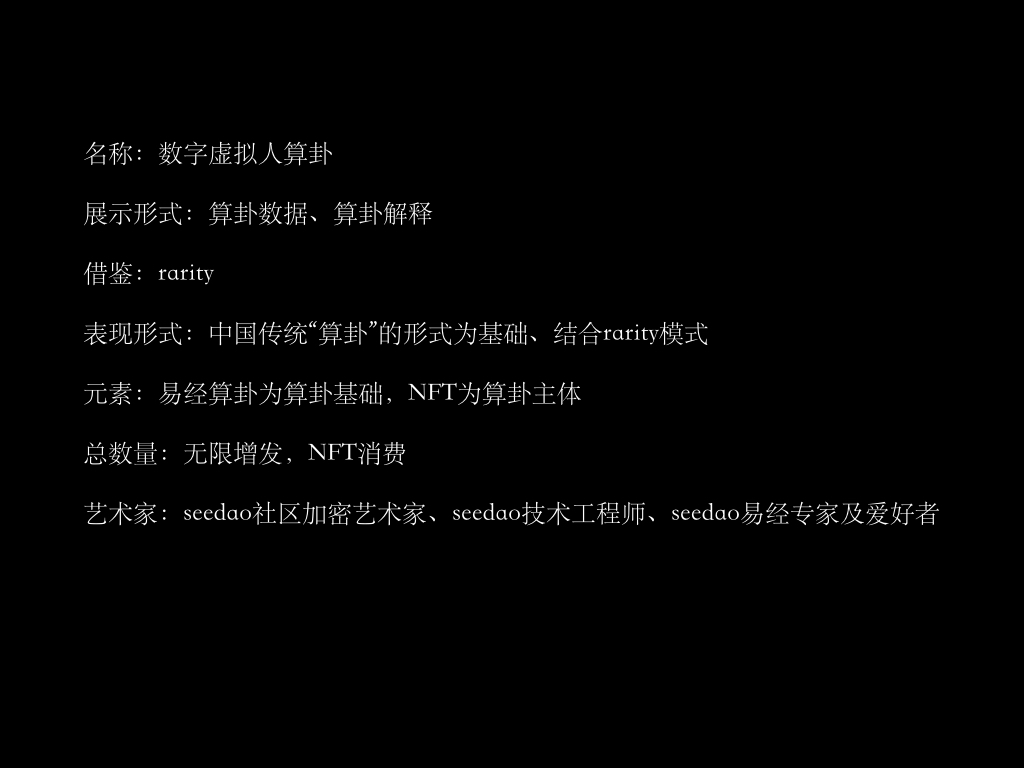 名称：数字虚拟人算卦
展示形式：算卦数据、算卦解释
借鉴：rarity
表现形式：中国传统“算卦”的形式为基础、结合rarity模式
元素：易经算卦为算卦基础，NFT为算卦主体
总数量：无限增发，NFT消费
艺术家：seedao社区加密艺术家、seedao技术工程师、seedao易经专家及爱好者